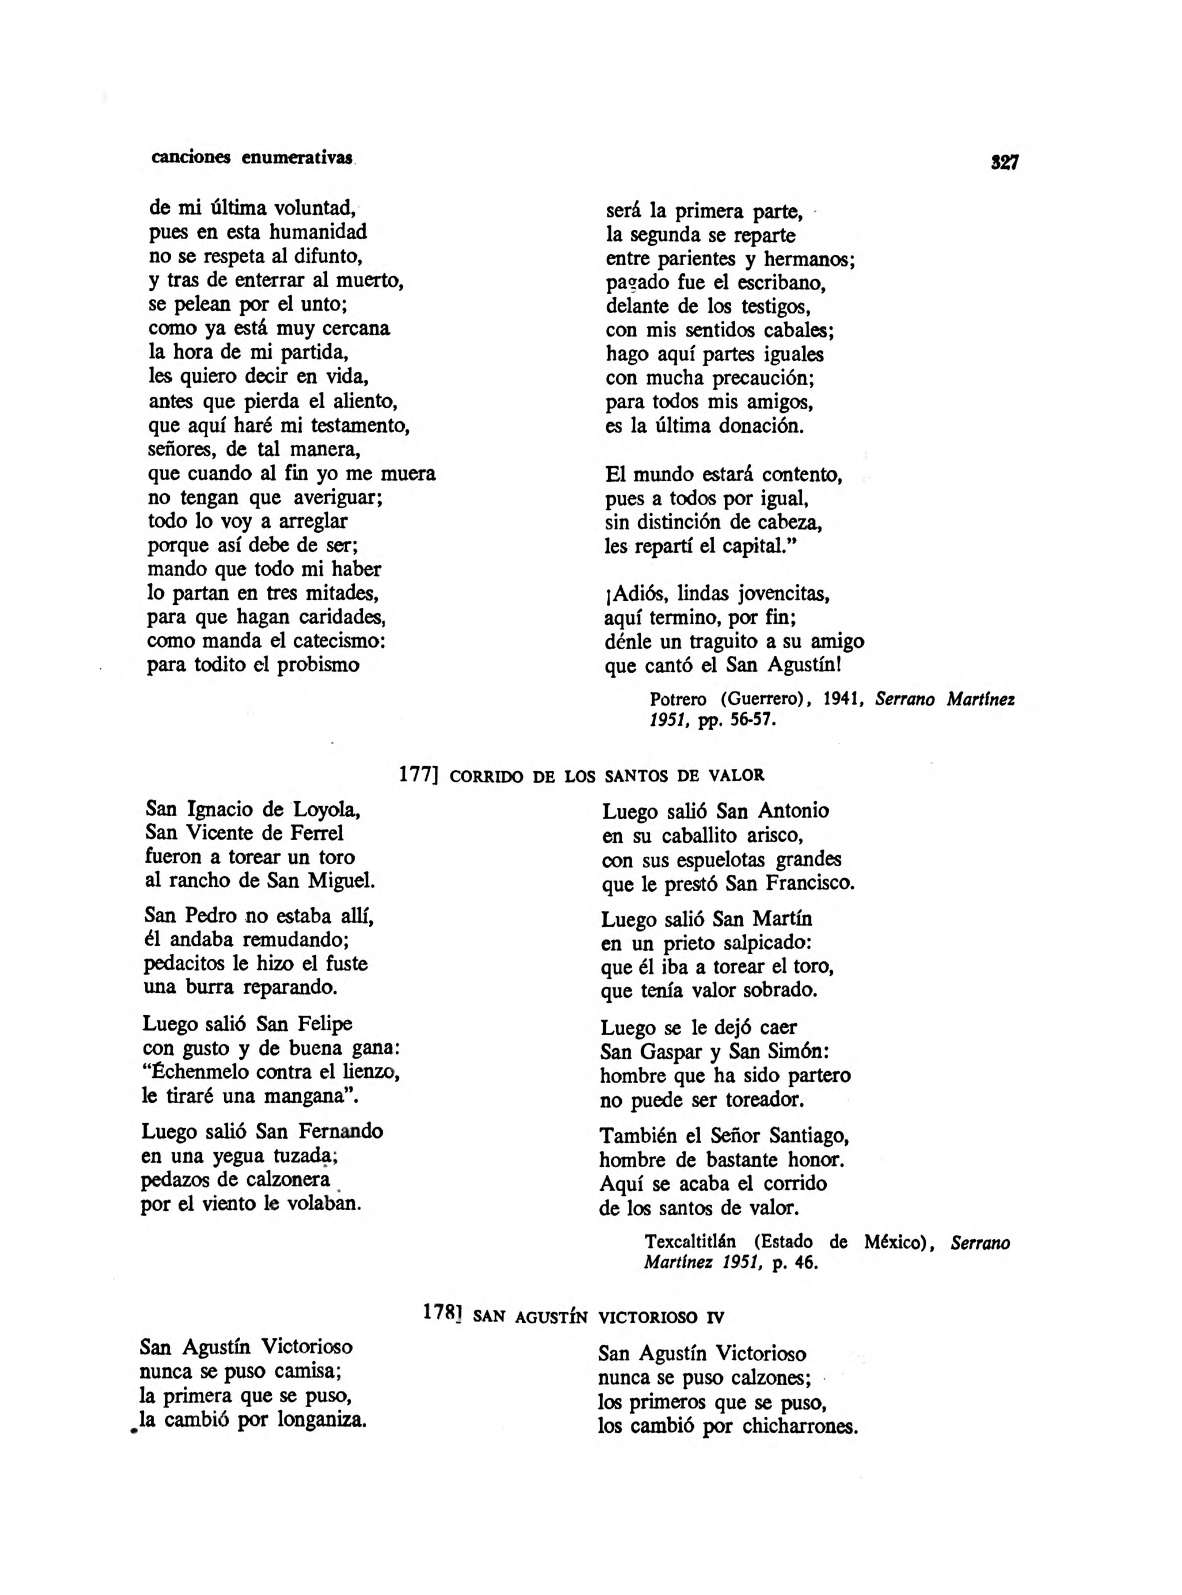 canciones enumerativas
327
de mi última voluntad,
pues en esta humanidad
no se respeta al difunto,
y tras de enterrar al muerto,
se pelean por el unto;
como ya está muy cercana
la hora de mi partida,
les quiero decir en vida,
antes que pierda el aliento,
que aquí haré mi testamento,
señores, de tal manera,
que cuando al fin yo me muera
no tengan que averiguar;
todo lo voy a arreglar
porque así debe de ser;
mando que todo mi haber
lo partan en tres mitades,
para que hagan caridades,
como manda el catecismo:
para todito el probismo
será la primera parte,
la segunda se reparte
entre parientes y hermanos;
pagado fue el escribano,
delante de los testigos,
con mis sentidos cabales;
hago aquí partes iguales
con mucha precaución;
para todos mis amigos,
es la última donación.
El mundo estará contento,
pues a todos por igual,
sin distinción de cabeza,
les repartí el capital.”
¡Adiós, lindas jovencitas,
aquí termino, por fin;
dénle un traguito a su amigo
que cantó el San Agustín!
Potrero (Guerrero), 1941, Serrano Martínez
1951, pp. 56-57.
177] CORRIDO DE LOS SANTOS DE VALOR
San Ignacio de Loyola,
San Vicente de Ferrel
fueron a torear un toro
al rancho de San Miguel.
San Pedro no estaba allí,
él andaba remudando;
pedacitos le hizo el fuste
una burra reparando.
Luego salió San Felipe
con gusto y de buena gana:
“Échenmelo contra el lienzo,
le tiraré una mangana”.
Luego salió San Fernando
en una yegua tuzada;
pedazos de calzonera
por el viento le volaban.
Luego salió San Antonio
en su caballito arisco,
con sus espuelotas grandes
que le prestó San Francisco.
Luego salió San Martín
en un prieto salpicado:
que él iba a torear el toro,
que tenía valor sobrado.
Luego se le dejó caer
San Gaspar y San Simón:
hombre que ha sido partero
no puede ser toreador.
También el Señor Santiago,
hombre de bastante honor.
Aquí se acaba el corrido
de los santos de valor.
Texcaltitlán (Estado de México), Serrano
Martínez 1951, p. 46.
178] SAN AGUSTÍN VICTORIOSO IV
San Agustín Victorioso
nunca se puso camisa;
la primera que se puso,
la cambió por longaniza.
San Agustín Victorioso
nunca se puso calzones;
los primeros que se puso,
los cambió por chicharrones.